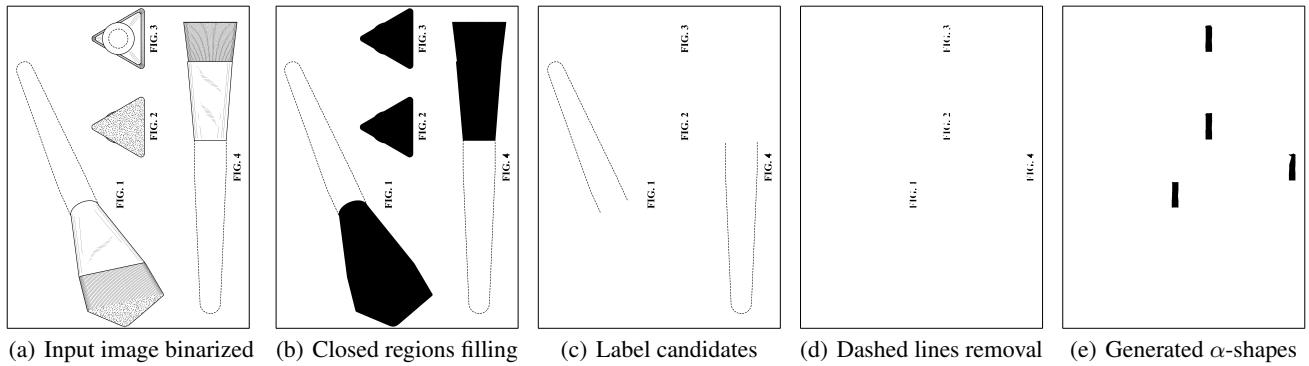 FIG. 3
FIG. 2
FIG. 1
FIG. 4
FIG. 3
FIG. 2
FIG. 1
FIG. 4
FIG. 3
FIG. 2
FIG. 1
FIG. 4
FIG. 3
FIG. 2
FIG. 1
FIG. 4
(a) Input image binarized
(b) Closed regions filling
(c) Label candidates
(d) Dashed lines removal
(e) Generated α-shapes